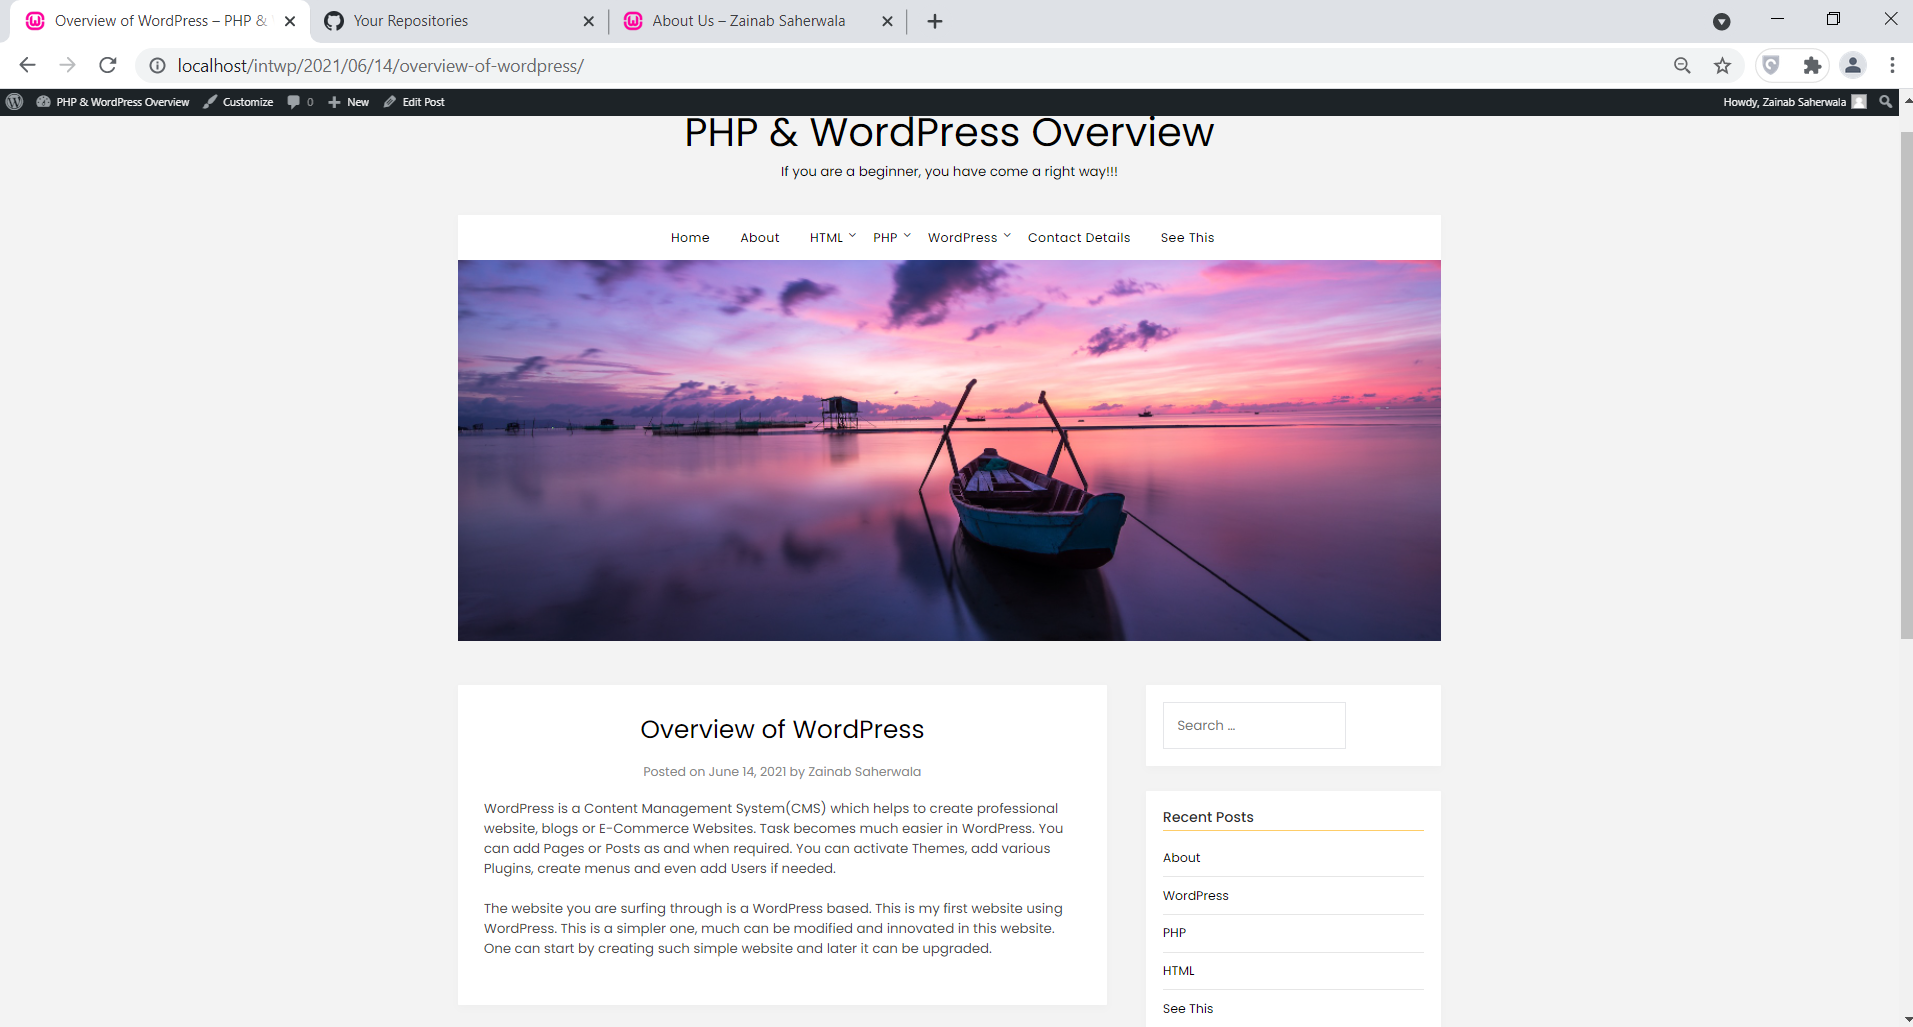 Overview of WordPress – PHP &
Your Repositories
About Us – Zainab Saherwala
localhost/intwp/2021/06/14/overview-of-wordpress/
PHP & WordPress Overview
Customize
0
New
Edit Post
Howdy, Zainab Saherwala
PHP & WordPress Overview
If you are a beginner, you have come a right way!!!
Home
About
HTML
PHP
WordPress
Contact Details
See This
Overview of WordPress
Posted on June 14, 2021 by Zainab Saherwala
WordPress is a Content Management System(CMS) which helps to create professional
website, blogs or E-Commerce Websites. Task becomes much easier in WordPress. You
can add Pages or Posts as and when required. You can activate Themes, add various
Plugins, create menus and even add Users if needed.
The website you are surfing through is a WordPress based. This is my first website using
WordPress. This is a simpler one, much can be modified and innovated in this website.
One can start by creating such simple website and later it can be upgraded.
Search …
Recent Posts
About
WordPress
PHP
HTML
See This